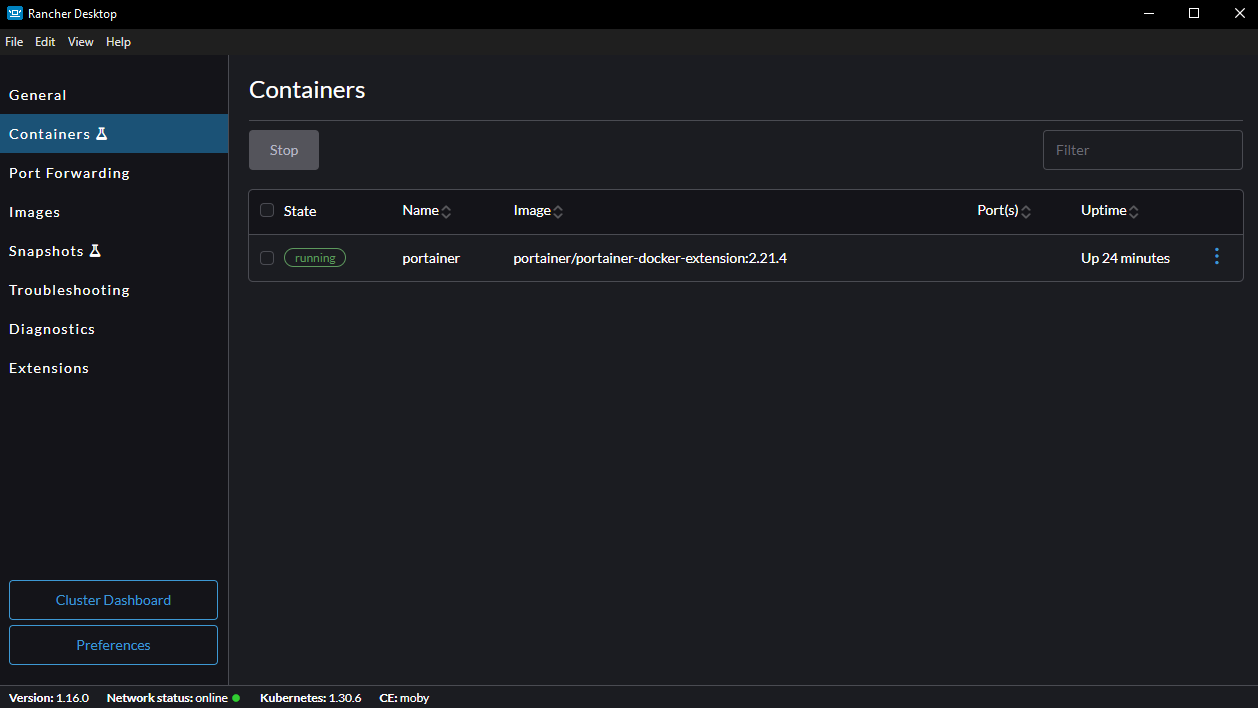 Rancher Desktop
File Edit View Help
General
Containers
Port Forwarding
Images
Snapshots
Troubleshooting
Diagnostics
Extensions
Cluster Dashboard
Preferences
Containers
Stop
Filter
State Name Image Port(s) Uptime
running portainer portainer/portainer-docker-extension:2.21.4 Up 24 minutes
Version: 1.16.0 Network status: online Kubernetes: 1.30.6 CE: moby